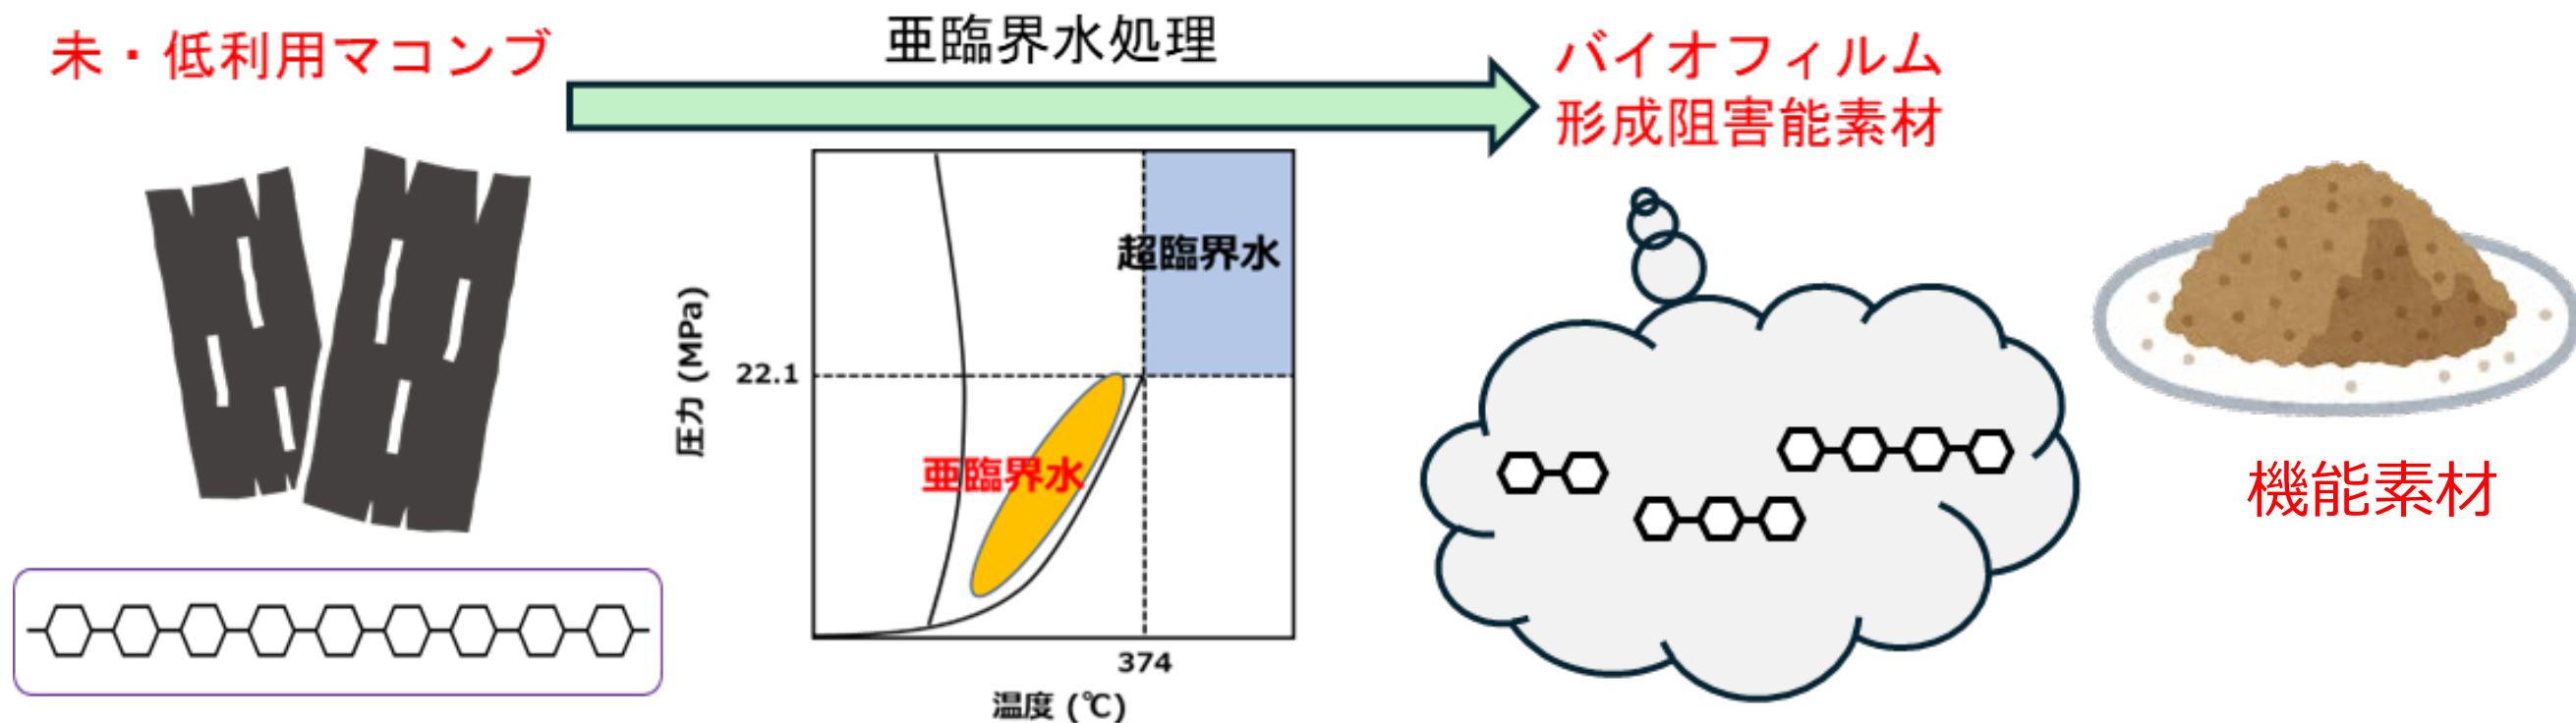 未・低利用マコンブ
亜臨界水処理
バイオフィルム
形成阻害能素材
圧力 (MPa)
22.1
超臨界水
亜臨界水
374
温度 (℃)
機能素材